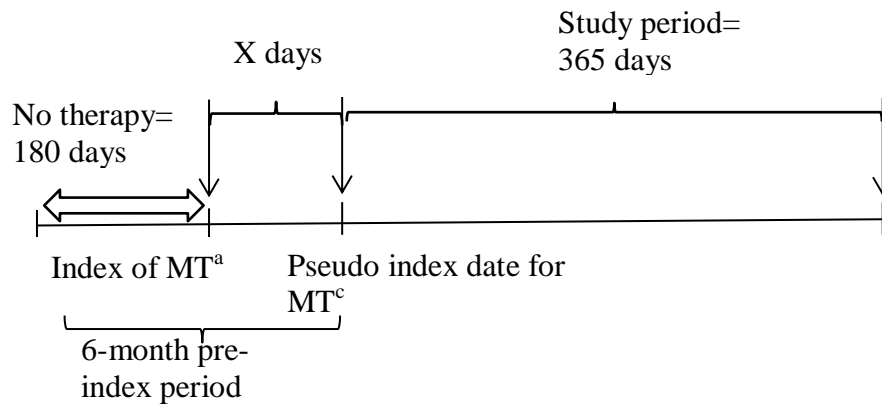 Study period=
365 days
X days
No therapy=
180 days
Index of MTᵃ
Pseudo index date for
MTᶜ
6-month pre-
index period